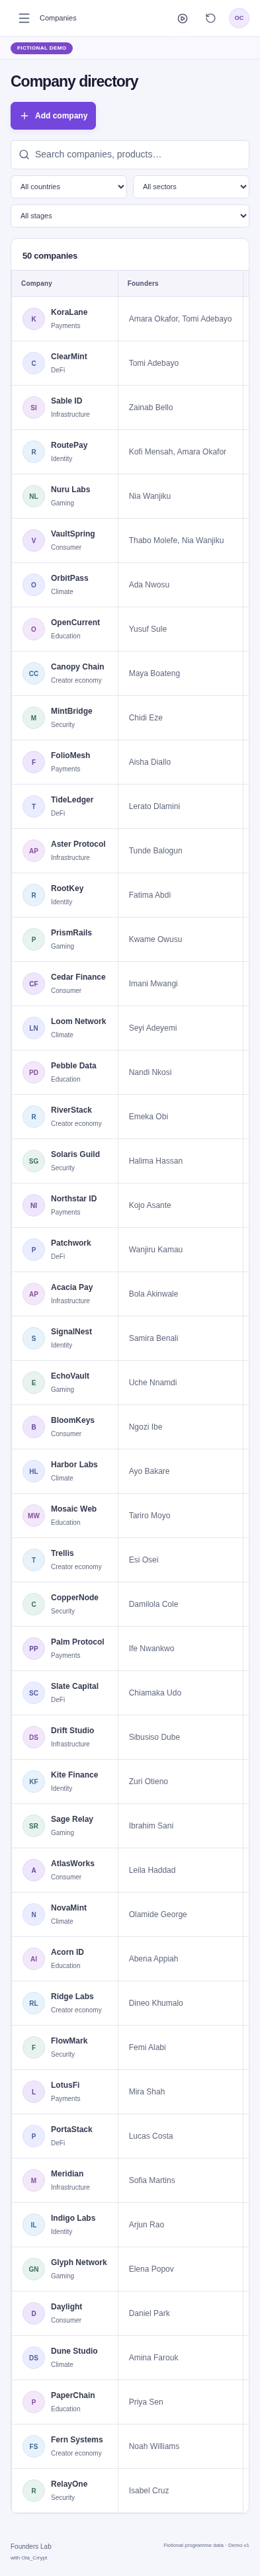 Companies
OC
FICTIONAL DEMO
Company directory
Add company
Search companies, products…
All countries
All sectors
All stages
50 companies
Company Founders
K KoraLane Payments Amara Okafor, Tomi Adebayo
C ClearMint DeFi Tomi Adebayo
SI Sable ID Infrastructure Zainab Bello
R RoutePay Identity Kofi Mensah, Amara Okafor
NL Nuru Labs Gaming Nia Wanjiku
V VaultSpring Consumer Thabo Molefe, Nia Wanjiku
O OrbitPass Climate Ada Nwosu
O OpenCurrent Education Yusuf Sule
CC Canopy Chain Creator economy Maya Boateng
M MintBridge Security Chidi Eze
F FolioMesh Payments Aisha Diallo
T TideLedger DeFi Lerato Dlamini
AP Aster Protocol Infrastructure Tunde Balogun
R RootKey Identity Fatima Abdi
P PrismRails Gaming Kwame Owusu
CF Cedar Finance Consumer Imani Mwangi
LN Loom Network Climate Seyi Adeyemi
PD Pebble Data Education Nandi Nkosi
R RiverStack Creator economy Emeka Obi
SG Solaris Guild Security Halima Hassan
NI Northstar ID Payments Kojo Asante
P Patchwork DeFi Wanjiru Kamau
AP Acacia Pay Infrastructure Bola Akinwale
S SignalNest Identity Samira Benali
E EchoVault Gaming Uche Nnamdi
B BloomKeys Consumer Ngozi Ibe
HL Harbor Labs Climate Ayo Bakare
MW Mosaic Web Education Tariro Moyo
T Trellis Creator economy Esi Osei
C CopperNode Security Damilola Cole
PP Palm Protocol Payments Ife Nwankwo
SC Slate Capital DeFi Chiamaka Udo
DS Drift Studio Infrastructure Sibusiso Dube
KF Kite Finance Identity Zuri Otieno
SR Sage Relay Gaming Ibrahim Sani
A AtlasWorks Consumer Leila Haddad
N NovaMint Climate Olamide George
AI Acorn ID Education Abena Appiah
RL Ridge Labs Creator economy Dineo Khumalo
F FlowMark Security Femi Alabi
L LotusFi Payments Mira Shah
P PortaStack DeFi Lucas Costa
M Meridian Infrastructure Sofia Martins
IL Indigo Labs Identity Arjun Rao
GN Glyph Network Gaming Elena Popov
D Daylight Consumer Daniel Park
DS Dune Studio Climate Amina Farouk
P PaperChain Education Priya Sen
FS Fern Systems Creator economy Noah Williams
R RelayOne Security Isabel Cruz
Founders Lab
Fictional programme data · Demo v1
with Ola_Crrypt